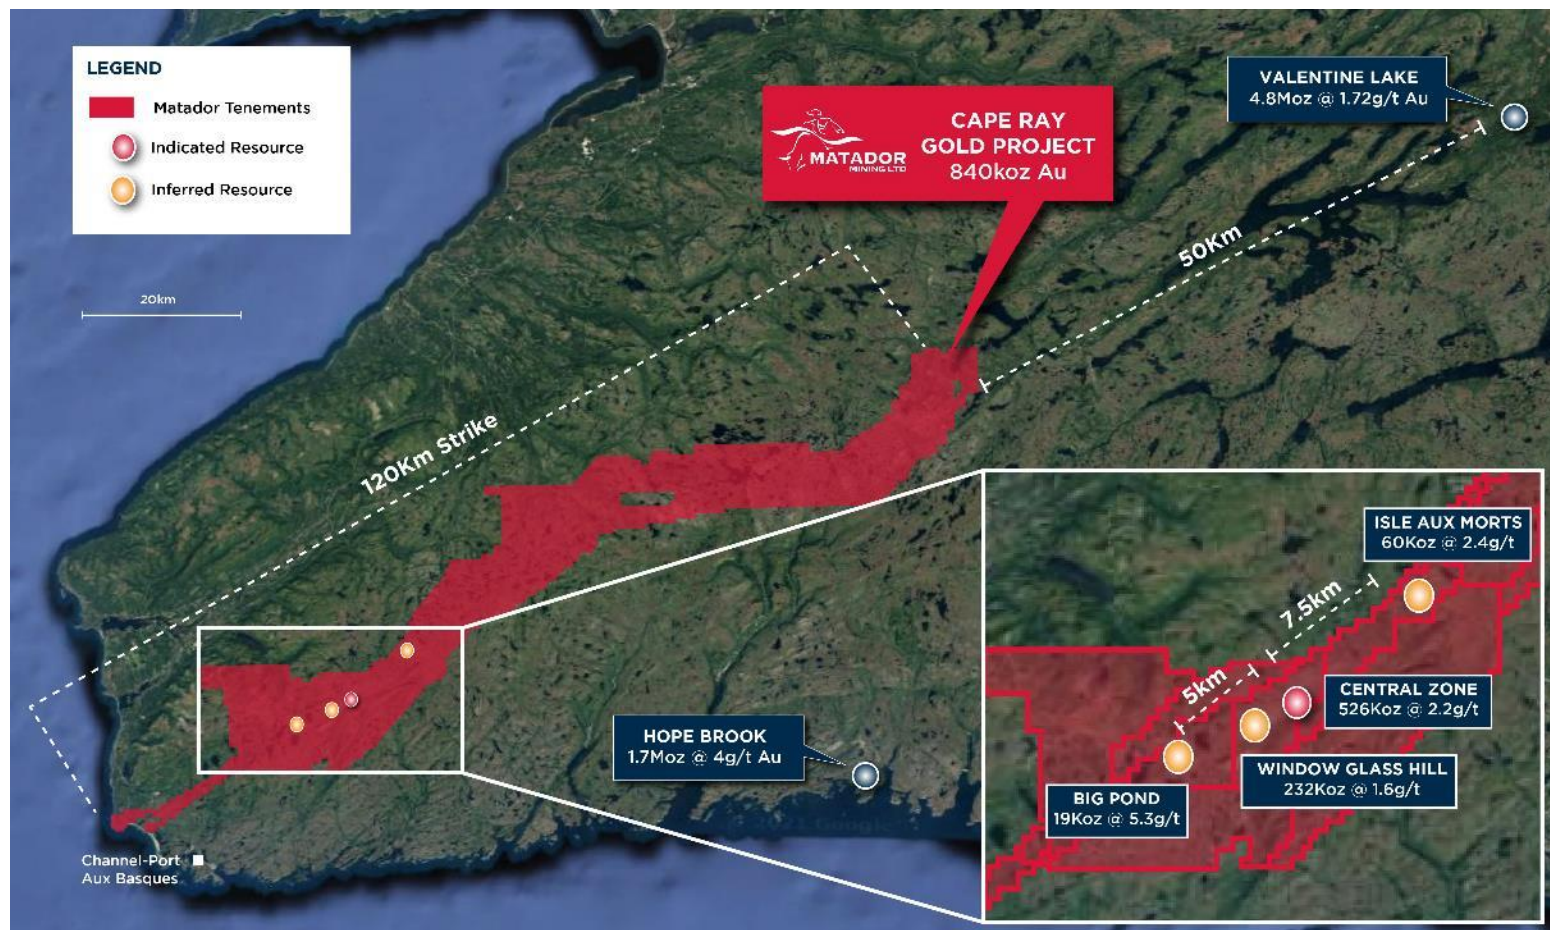 LEGEND
Matador Tenements
Indicated Resource
Inferred Resource
20km
MATADOR
MINING LTD
CAPE RAY
GOLD PROJECT
840koz Au
VALENTINE LAKE
4.8Moz @ 1.72g/t Au
50Km
120Km Strike
HOPE BROOK
1.7Moz @ 4g/t Au
Channel-Port
Aux Basques
ISLE AUX MORTS
60Koz @ 2.4g/t
7.5km
5km
CENTRAL ZONE
526Koz @ 2.2g/t
WINDOW GLASS HILL
232Koz @ 1.6g/t
BIG POND
19Koz @ 5.3g/t